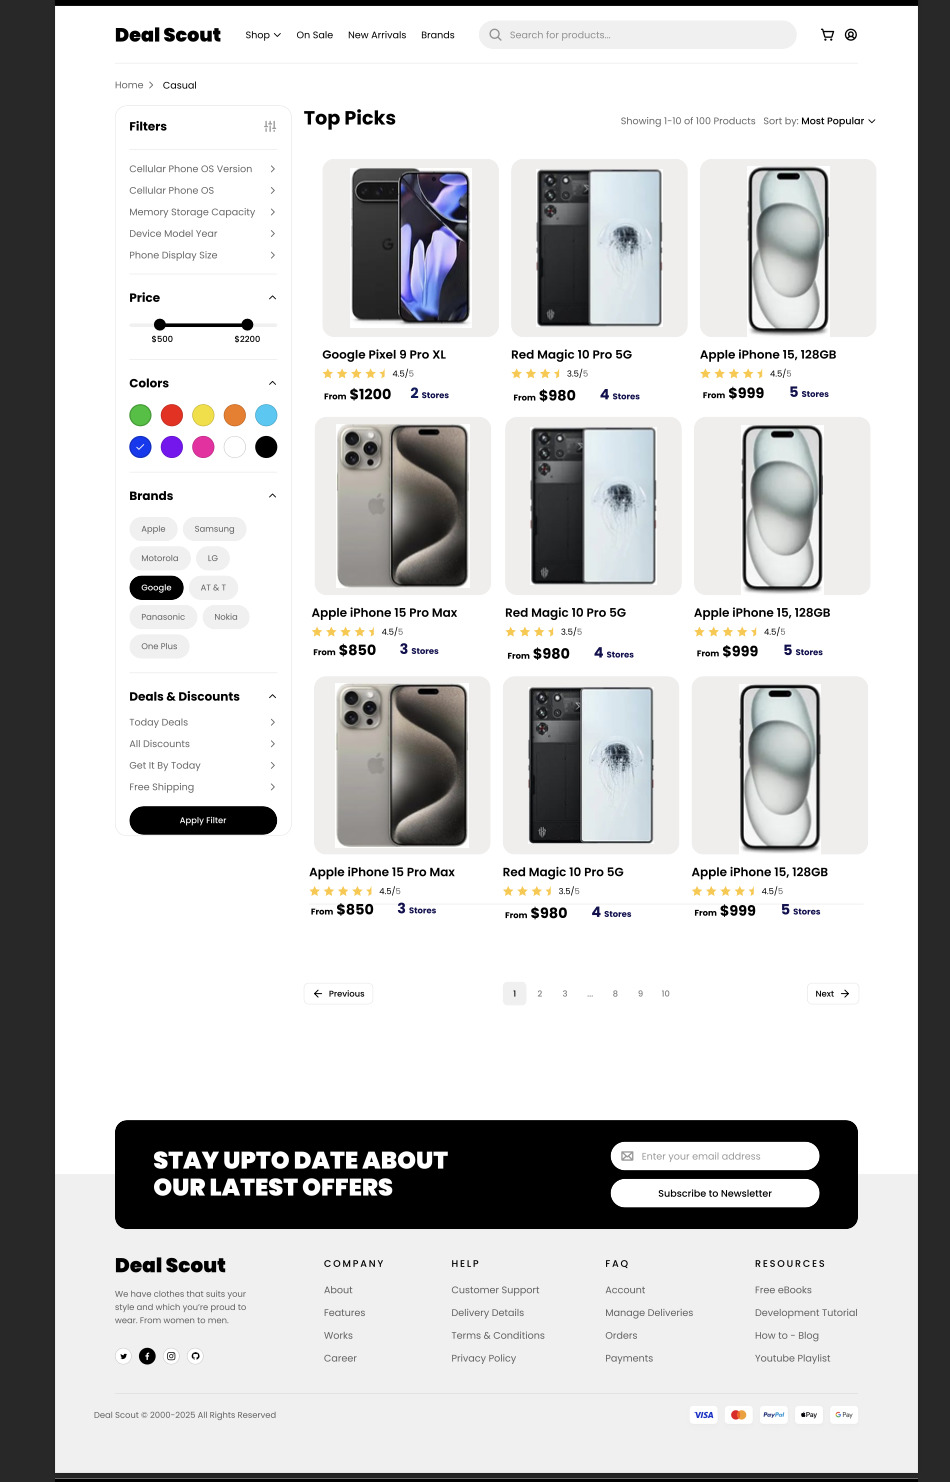 Deal Scout Shop On Sale New Arrivals Brands Search for products...
Home Casual
Filters
Cellular Phone OS Version
Cellular Phone OS
Memory Storage Capacity
Device Model Year
Phone Display Size
Price
$500 $2200
Colors
Brands
Apple Samsung
Motorola LG
Google AT & T
Panasonic Nokia
One Plus
Deals & Discounts
Today Deals
All Discounts
Get It By Today
Free Shipping
Apply Filter
Top Picks Showing 1-10 of 100 Products Sort by: Most Popular
Google Pixel 9 Pro XL Red Magic 10 Pro 5G Apple iPhone 15, 128GB
4.5/5 3.5/5 4.5/5
From $1200 2 Stores From $980 4 Stores From $999 5 Stores
Apple iPhone 15 Pro Max Red Magic 10 Pro 5G Apple iPhone 15, 128GB
4.5/5 3.5/5 4.5/5
From $850 3 Stores From $980 4 Stores From $999 5 Stores
Apple iPhone 15 Pro Max Red Magic 10 Pro 5G Apple iPhone 15, 128GB
4.5/5 3.5/5 4.5/5
From $850 3 Stores From $980 4 Stores From $999 5 Stores
Previous 1 2 3 ... 8 9 10 Next
STAY UPTO DATE ABOUT
OUR LATEST OFFERS
Enter your email address
Subscribe to Newsletter
Deal Scout
We have clothes that suits your
style and which you're proud to
wear. From women to men.
COMPANY
About
Features
Works
Career
HELP
Customer Support
Delivery Details
Terms & Conditions
Privacy Policy
FAQ
Account
Manage Deliveries
Orders
Payments
RESOURCES
Free eBooks
Development Tutorial
How to - Blog
Youtube Playlist
Deal Scout © 2000-2025 All Rights Reserved
VISA PayPal Pay G Pay